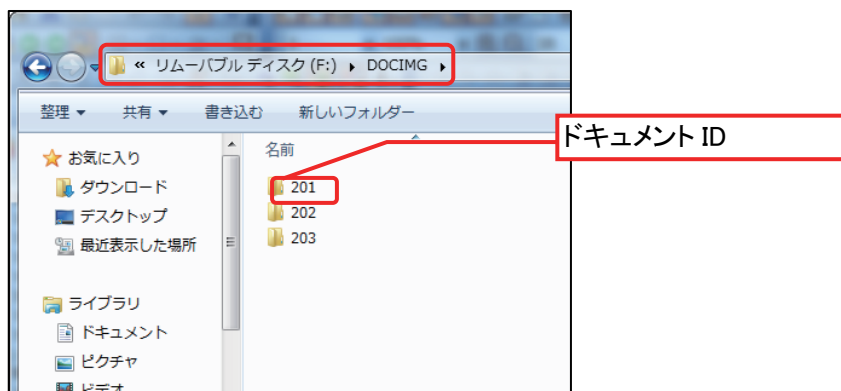 « リムーバブル ディスク (F:) ▸ DOCIMG ▸
整理 ▼ 共有 ▼ 書き込む 新しいフォルダー
ドキュメント ID
お気に入り
ダウンロード
デスクトップ
最近表示した場所
ライブラリ
ドキュメント
ピクチャ
ビデオ
名前
201
202
203